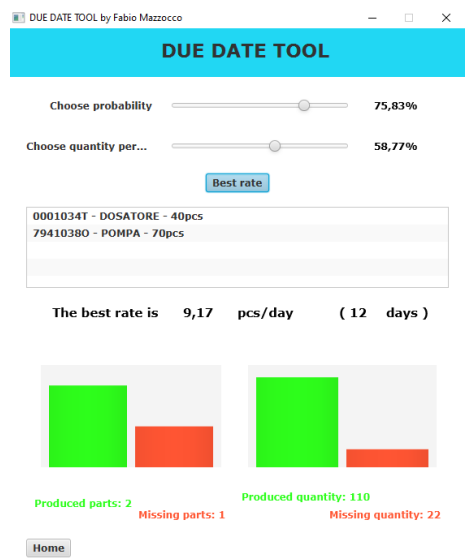 DUE DATE TOOL by Fabio Mazzocco
DUE DATE TOOL
Choose probability 75,83%
Choose quantity per... 58,77%
Best rate
0001034T - DOSATORE - 40pcs
7941038O - POMPA - 70pcs
The best rate is 9,17 pcs/day ( 12 days )
Produced parts: 2
Missing parts: 1
Produced quantity: 110
Missing quantity: 22
Home